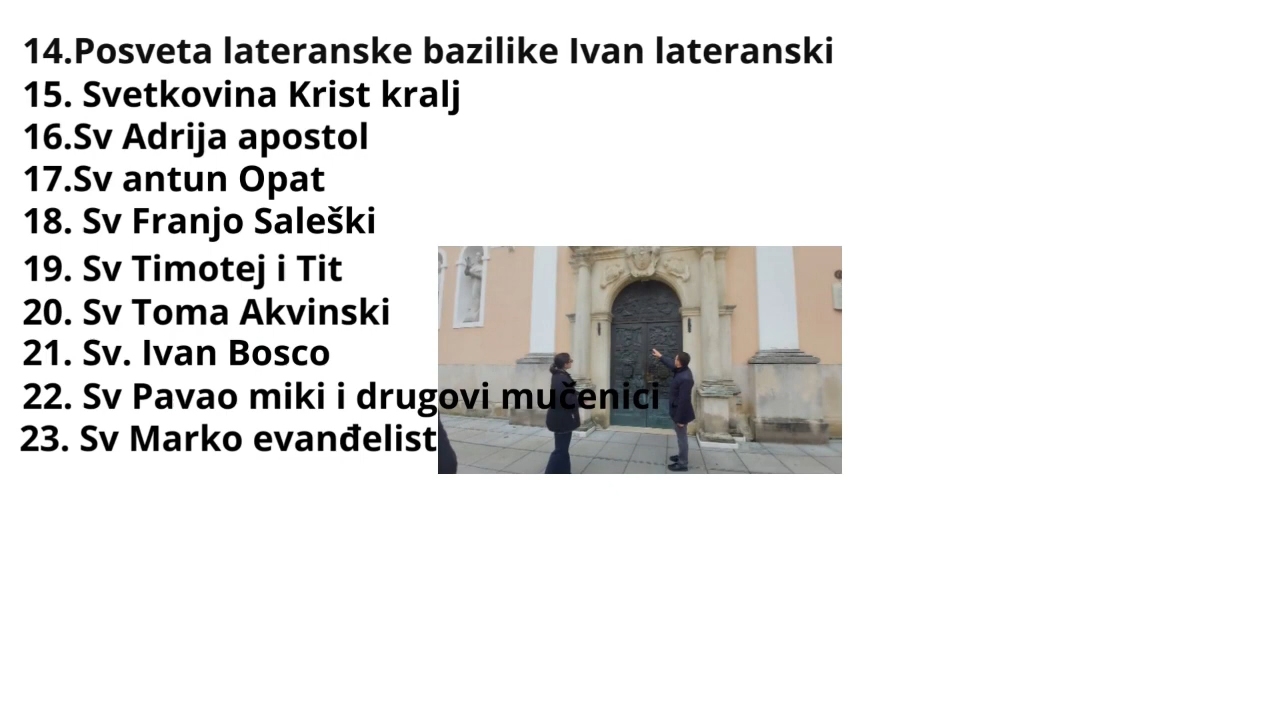 14.Posveta lateranske bazilike Ivan lateranski
15. Svetkovina Krist kralj
16.Sv Adrija apostol
17.Sv antun Opat
18. Sv Franjo Saleški
19. Sv Timotej i Tit
20. Sv Toma Akvinski
21. Sv. Ivan Bosco
22. Sv Pavao miki i drugovi mučenici
23. Sv Marko evanđelist